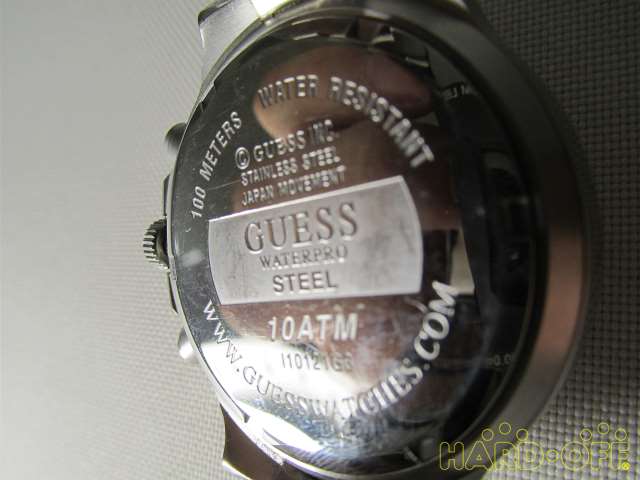 100 METERS WATER RESISTANT
© GUESS INC.
STAINLESS STEEL
JAPAN MOVEMENT
GUESS
WATERPRO
STEEL
10ATM
WWW.GUESSWATCHES.COM
HARD·OFF®